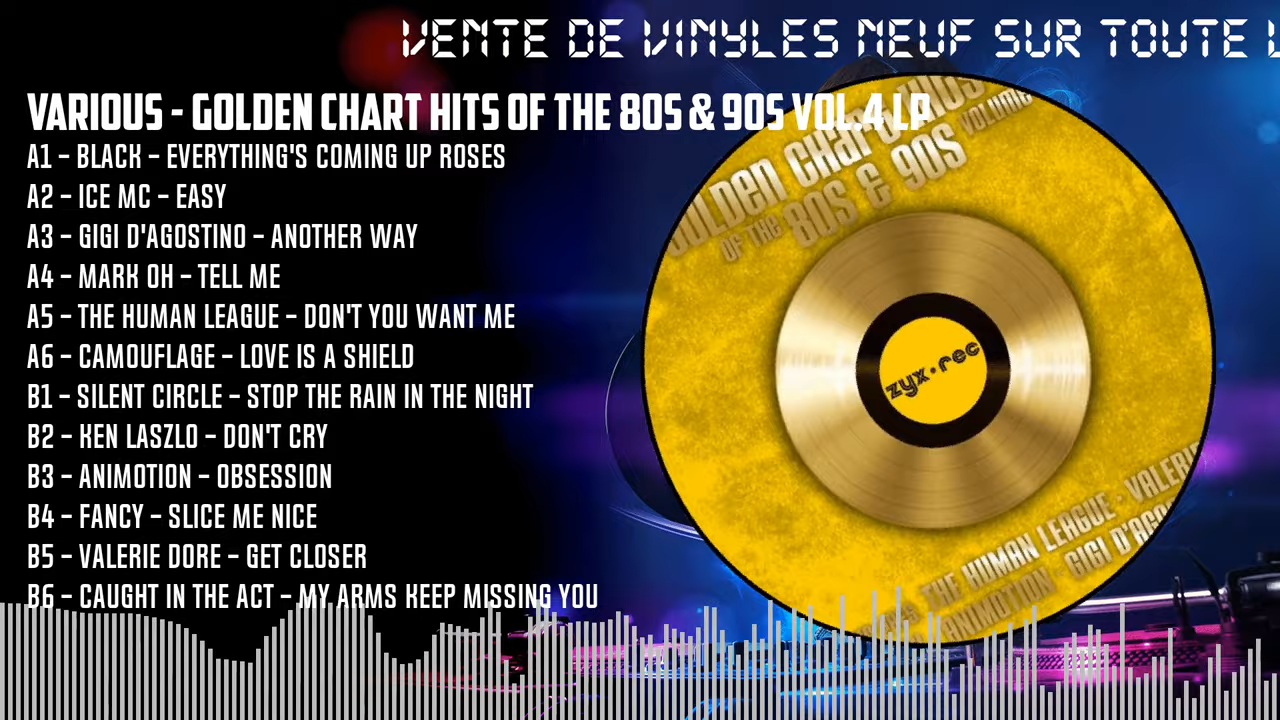 VENTE DE VINYLES NEUF SUR TOUTE
VARIOUS - GOLDEN CHART HITS OF THE 80S & 90S VOL.4 LP
A1 – BLACK – EVERYTHING'S COMING UP ROSES
A2 – ICE MC – EASY
A3 – GIGI D'AGOSTINO – ANOTHER WAY
A4 – MARK OH – TELL ME
A5 – THE HUMAN LEAGUE – DON'T YOU WANT ME
A6 – CAMOUFLAGE – LOVE IS A SHIELD
B1 – SILENT CIRCLE – STOP THE RAIN IN THE NIGHT
B2 – KEN LASZLO – DON'T CRY
B3 – ANIMOTION – OBSESSION
B4 – FANCY – SLICE ME NICE
B5 – VALERIE DORE – GET CLOSER
B6 – CAUGHT IN THE ACT – MY ARMS KEEP MISSING YOU
GOLDEN CHART HITS
OF THE 80S & 90S VOLUME
zyx·rec
THE HUMAN LEAGUE · VALERIE
ANIMOTION · GIGI D'AGOS